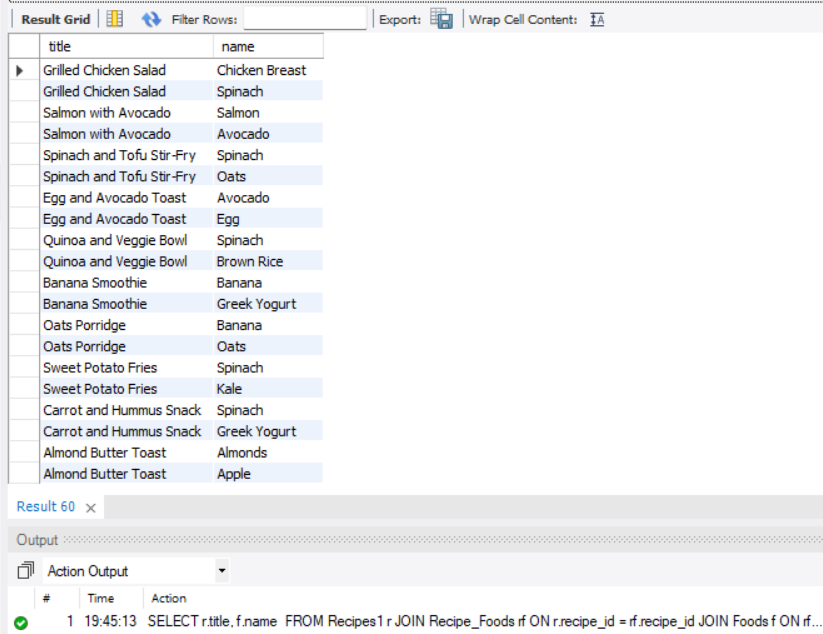 Result Grid Filter Rows: Export: Wrap Cell Content: IA
title name
Grilled Chicken Salad Chicken Breast
Grilled Chicken Salad Spinach
Salmon with Avocado Salmon
Salmon with Avocado Avocado
Spinach and Tofu Stir-Fry Spinach
Spinach and Tofu Stir-Fry Oats
Egg and Avocado Toast Avocado
Egg and Avocado Toast Egg
Quinoa and Veggie Bowl Spinach
Quinoa and Veggie Bowl Brown Rice
Banana Smoothie Banana
Banana Smoothie Greek Yogurt
Oats Porridge Banana
Oats Porridge Oats
Sweet Potato Fries Spinach
Sweet Potato Fries Kale
Carrot and Hummus Snack Spinach
Carrot and Hummus Snack Greek Yogurt
Almond Butter Toast Almonds
Almond Butter Toast Apple
Result 60 ×
Output
Action Output
# Time Action
1 19:45:13 SELECT r.title, f.name FROM Recipes1 r JOIN Recipe_Foods rf ON r.recipe_id = rf.recipe_id JOIN Foods f ON rf...